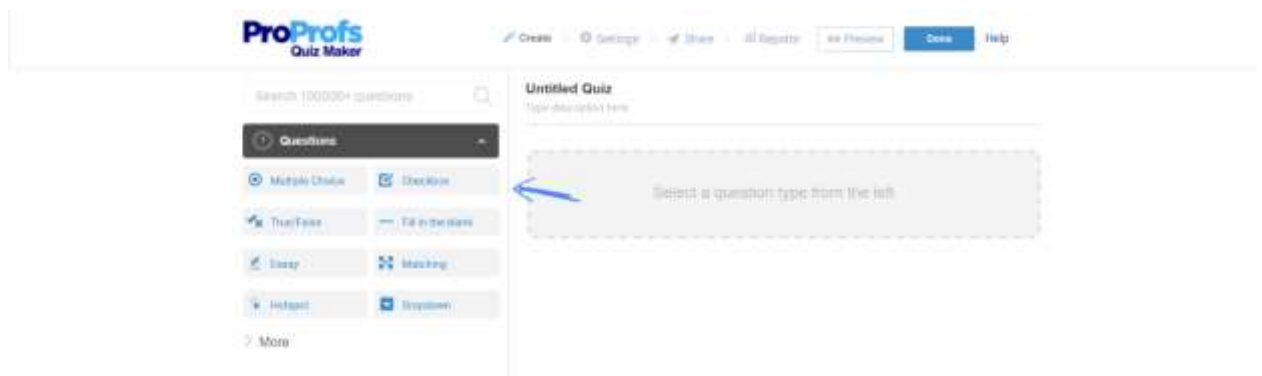 ProProfs
Quiz Maker
Create Settings Share Reports Preview Done Help
Search 100,000+ questions
Untitled Quiz
Type description here
Questions
Multiple Choice Checkbox
Select a question type from the left
True/False Fill in the blank
Essay Matching
Hotspot Dropdown
More